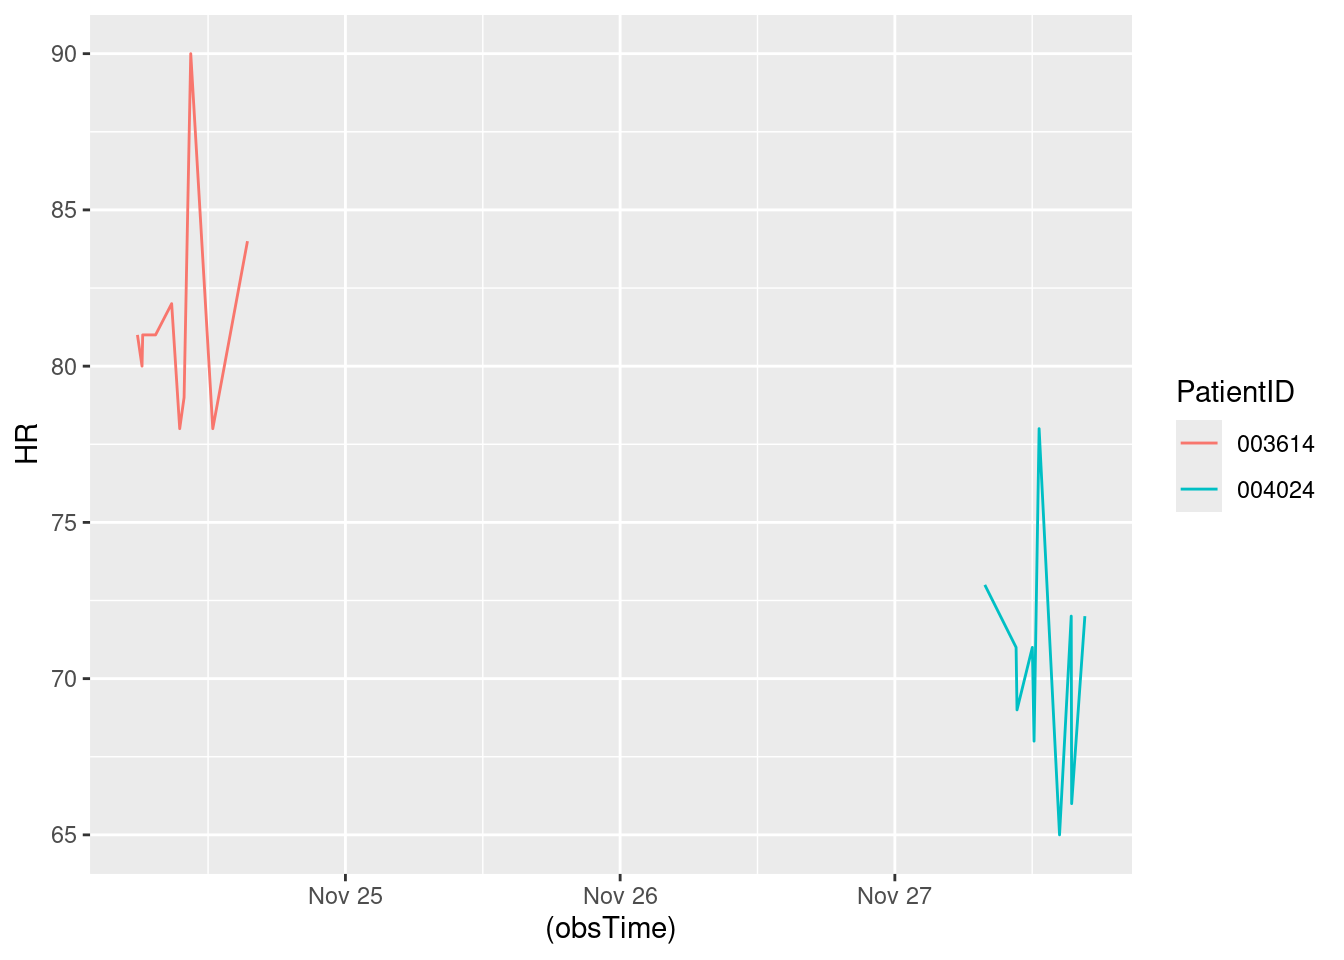 90
85
80
75
70
65
HR
Nov 25
Nov 26
Nov 27
(obsTime)
PatientID
003614
004024